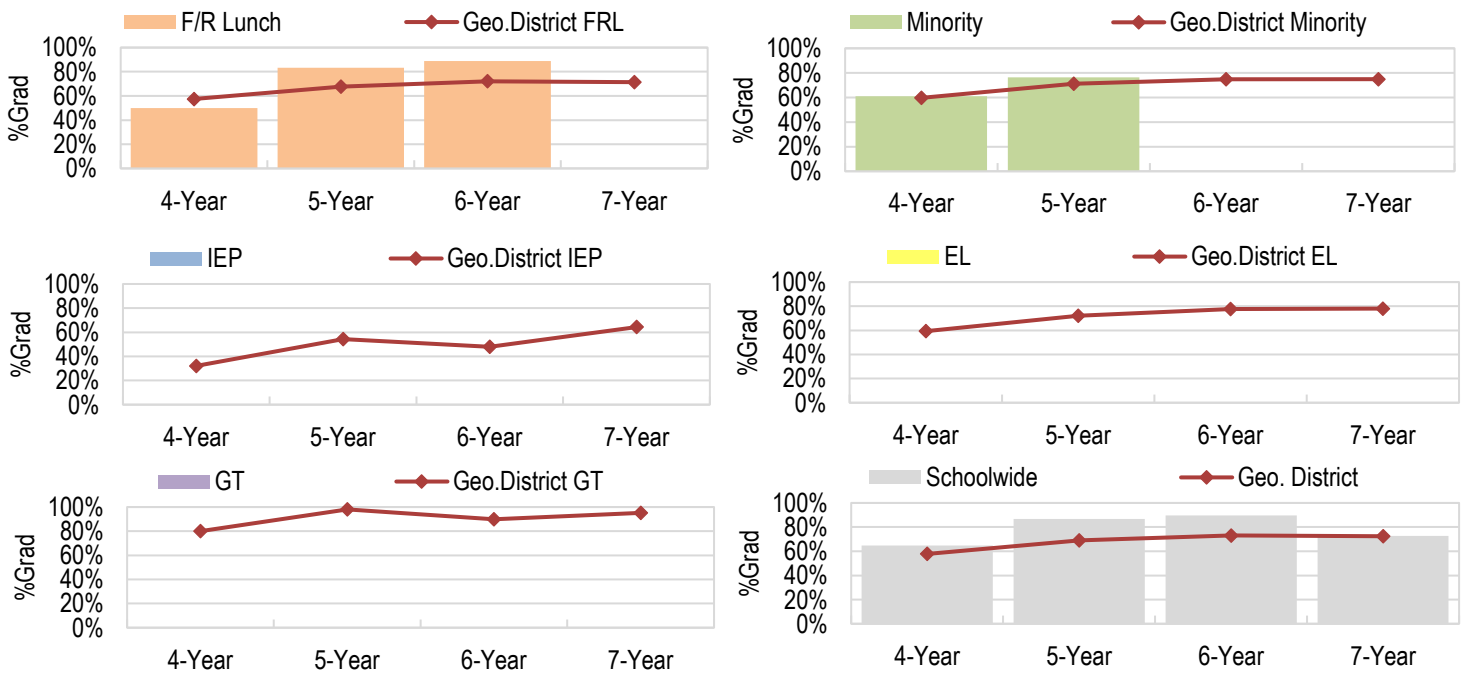 F/R Lunch Geo.District FRL
100%
80%
60%
40%
20%
0%
%Grad
4-Year 5-Year 6-Year 7-Year
Minority Geo.District Minority
100%
80%
60%
40%
20%
0%
%Grad
4-Year 5-Year 6-Year 7-Year
IEP Geo.District IEP
100%
80%
60%
40%
20%
0%
%Grad
4-Year 5-Year 6-Year 7-Year
EL Geo.District EL
100%
80%
60%
40%
20%
0%
%Grad
4-Year 5-Year 6-Year 7-Year
GT Geo.District GT
100%
80%
60%
40%
20%
0%
%Grad
4-Year 5-Year 6-Year 7-Year
Schoolwide Geo. District
100%
80%
60%
40%
20%
0%
%Grad
4-Year 5-Year 6-Year 7-Year